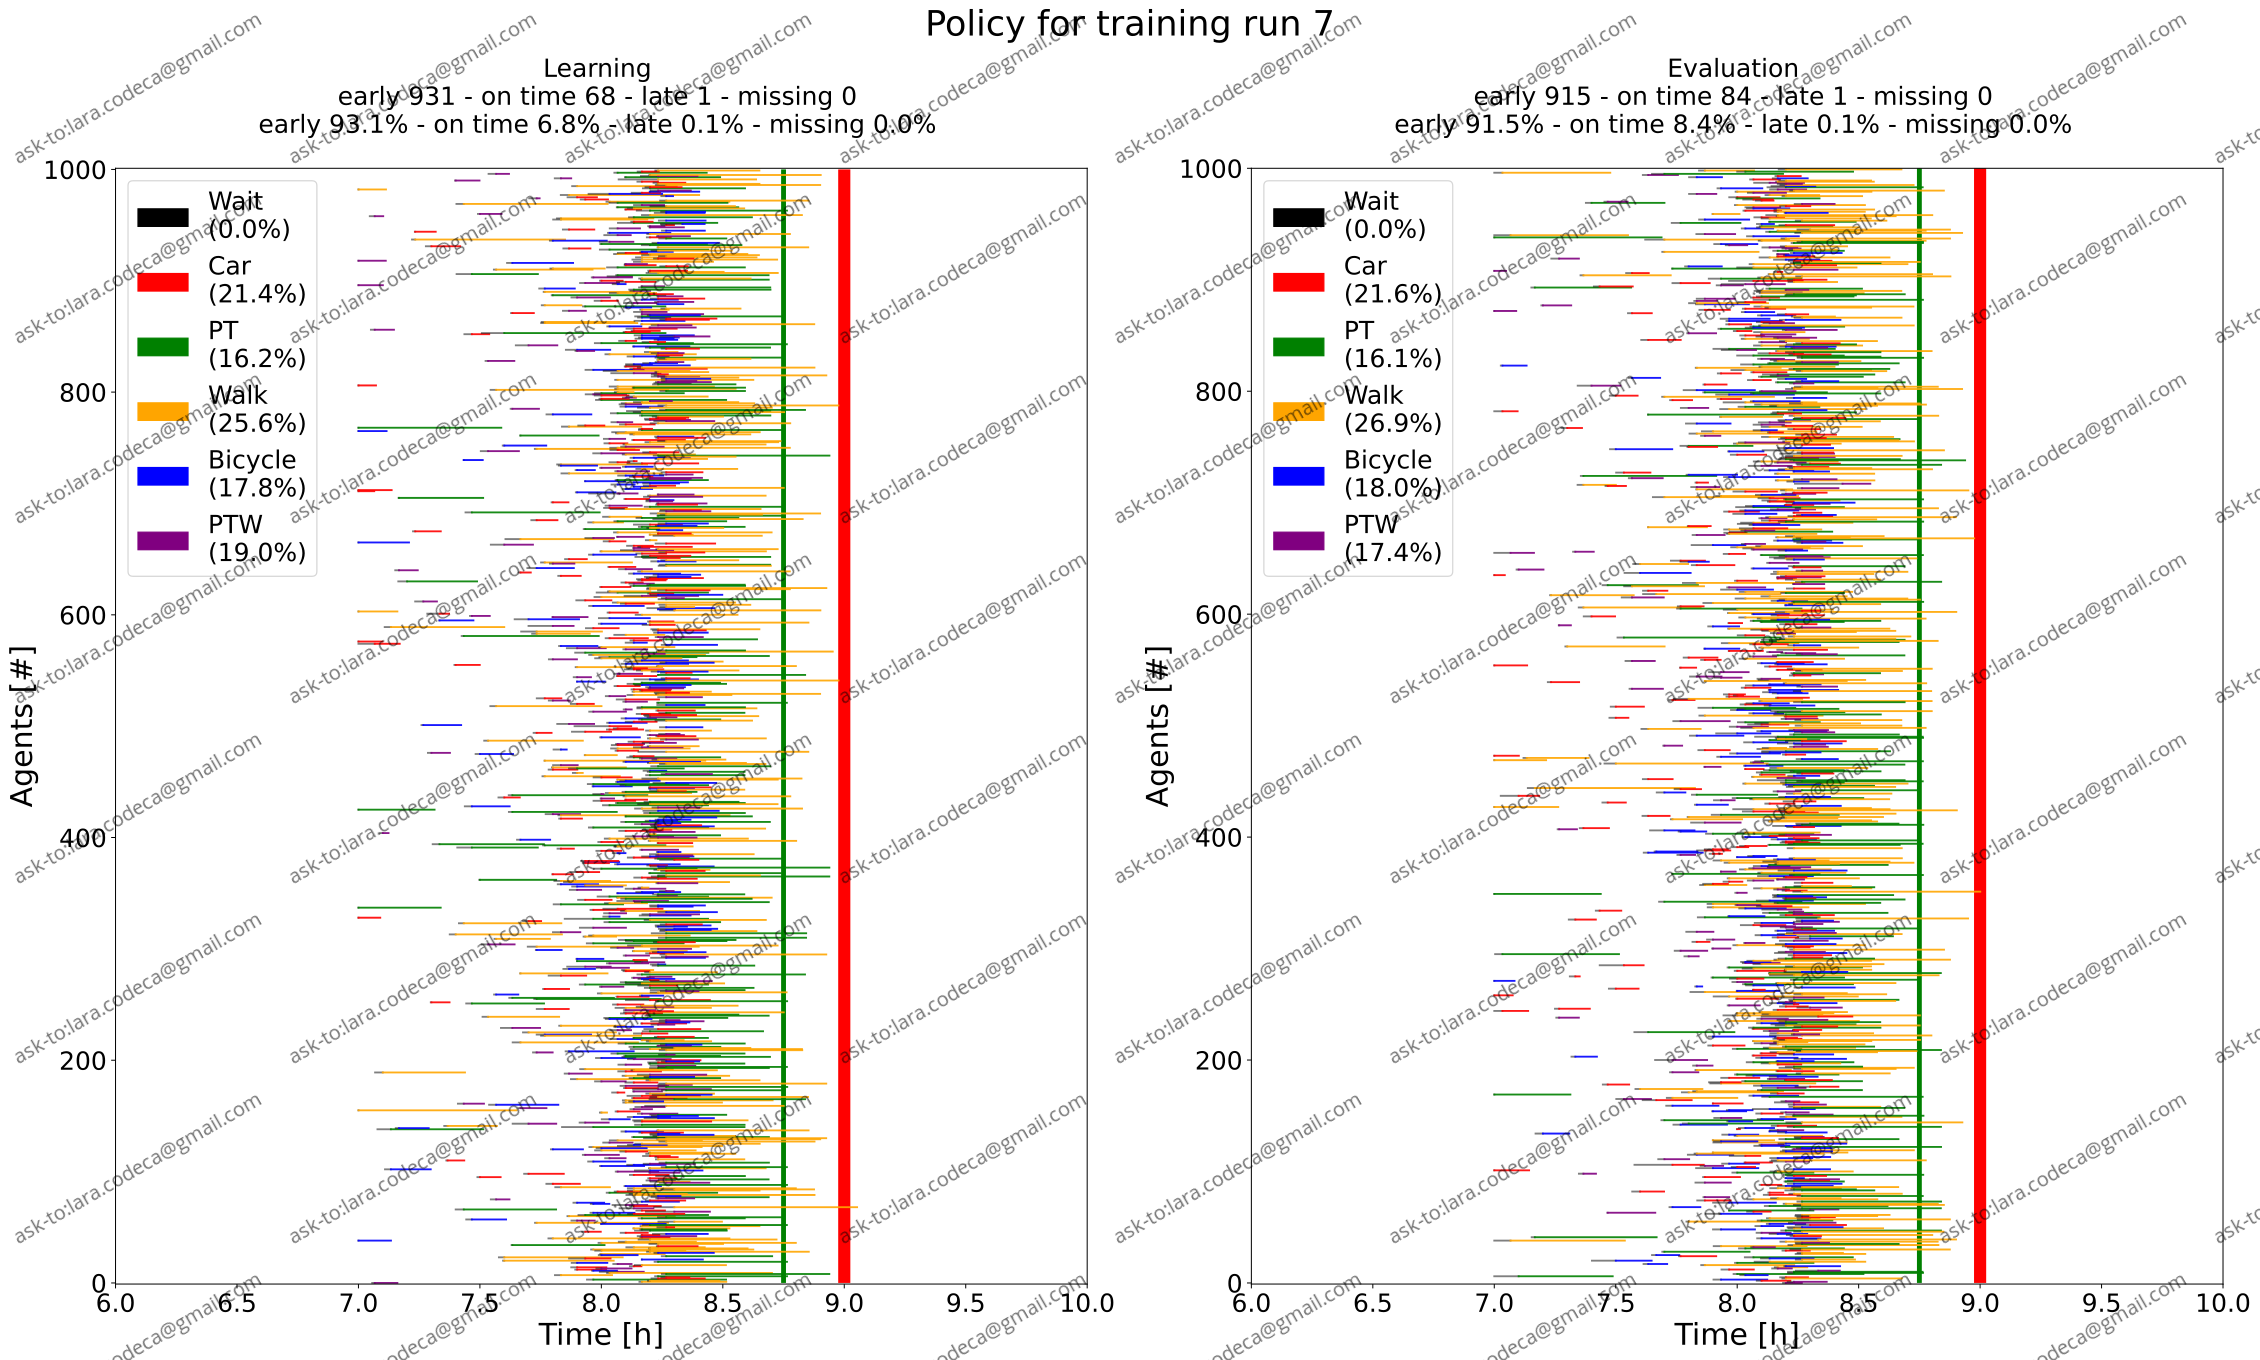 Policy for training run 7
Learning
early 931 - on time 68 - late 1 - missing 0
early 93.1% - on time 6.8% - late 0.1% - missing 0.0%
Agents [#]
1000
800
600
400
200
0
Wait
(0.0%)
Car
(21.4%)
PT
(16.2%)
Walk
(25.6%)
Bicycle
(17.8%)
PTW
(19.0%)
6.0 6.5 7.0 7.5 8.0 8.5 9.0 9.5 10.0
Time [h]
Evaluation
early 915 - on time 84 - late 1 - missing 0
early 91.5% - on time 8.4% - late 0.1% - missing 0.0%
Agents [#]
1000
800
600
400
200
0
Wait
(0.0%)
Car
(21.6%)
PT
(16.1%)
Walk
(26.9%)
Bicycle
(18.0%)
PTW
(17.4%)
6.0 6.5 7.0 7.5 8.0 8.5 9.0 9.5 10.0
Time [h]
ask-to:lara.codeca@gmail.com